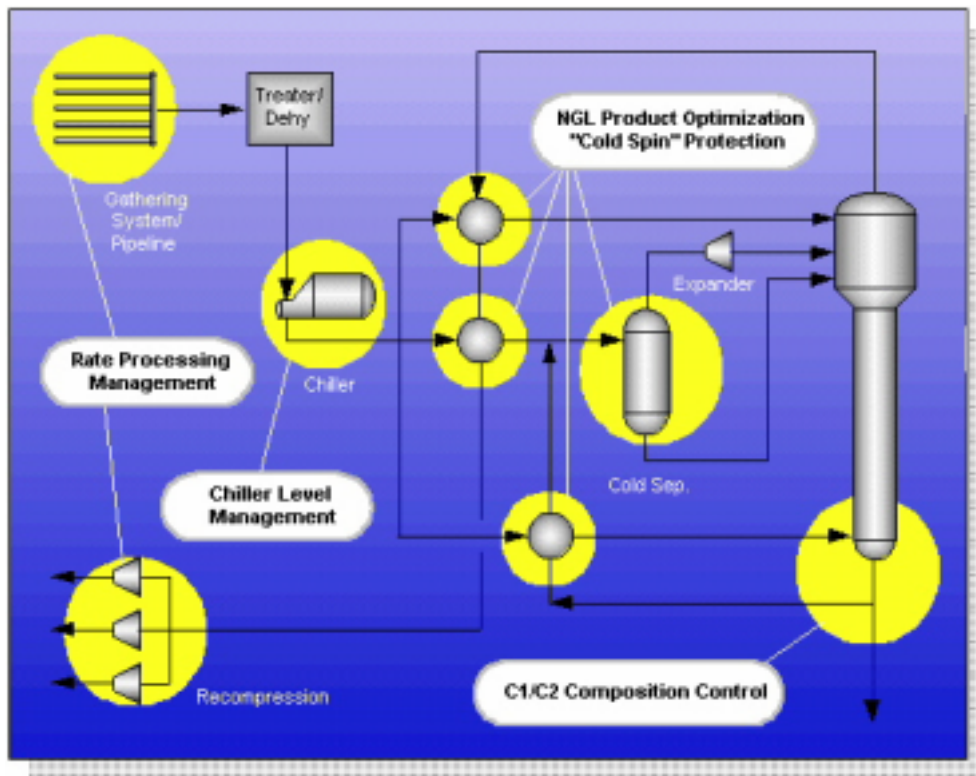 Treater/
Dehy
NGL Product Optimization
"Cold Spin" Protection
Gathering
System/
Pipeline
Expander
Rate Processing
Management
Chiller
Chiller Level
Management
Cold Sep.
Recompression
C1/C2 Composition Control